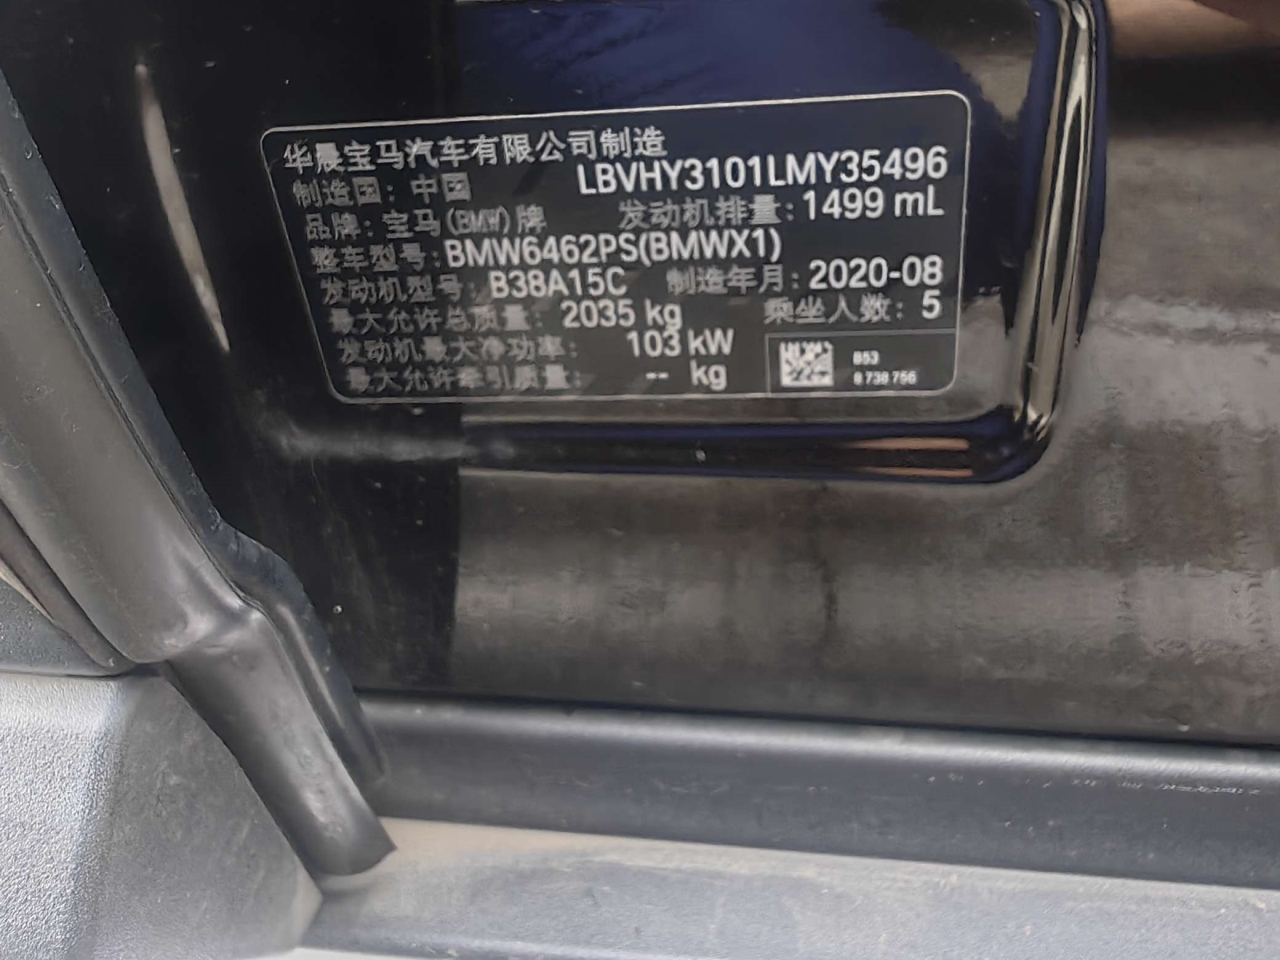 华晨宝马汽车有限公司制造
制造国：中国 LBVHY3101LMY35496
品牌：宝马(BMW)牌 发动机排量：1499 mL
整车型号：BMW6462PS(BMWX1)
发动机型号：B38A15C 制造年月：2020-08
最大允许总质量：2035 kg 乘坐人数：5
发动机最大净功率：103 kW
最大允许牵引质量：-- kg
853
8 738 756